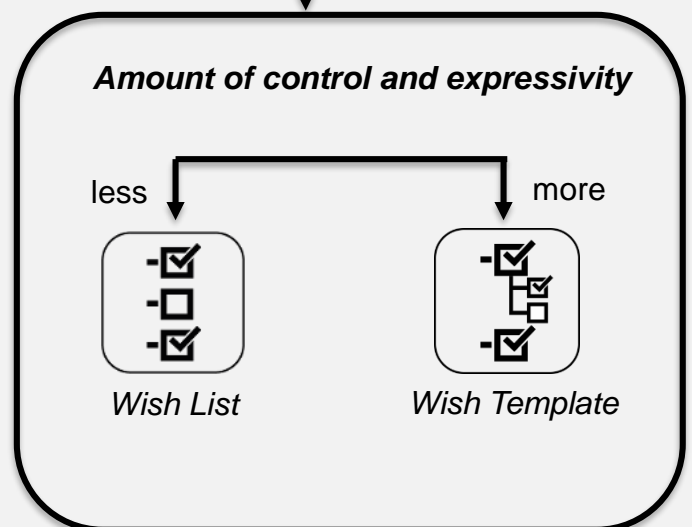 Amount of control and expressivity
less
more
Wish List
Wish Template